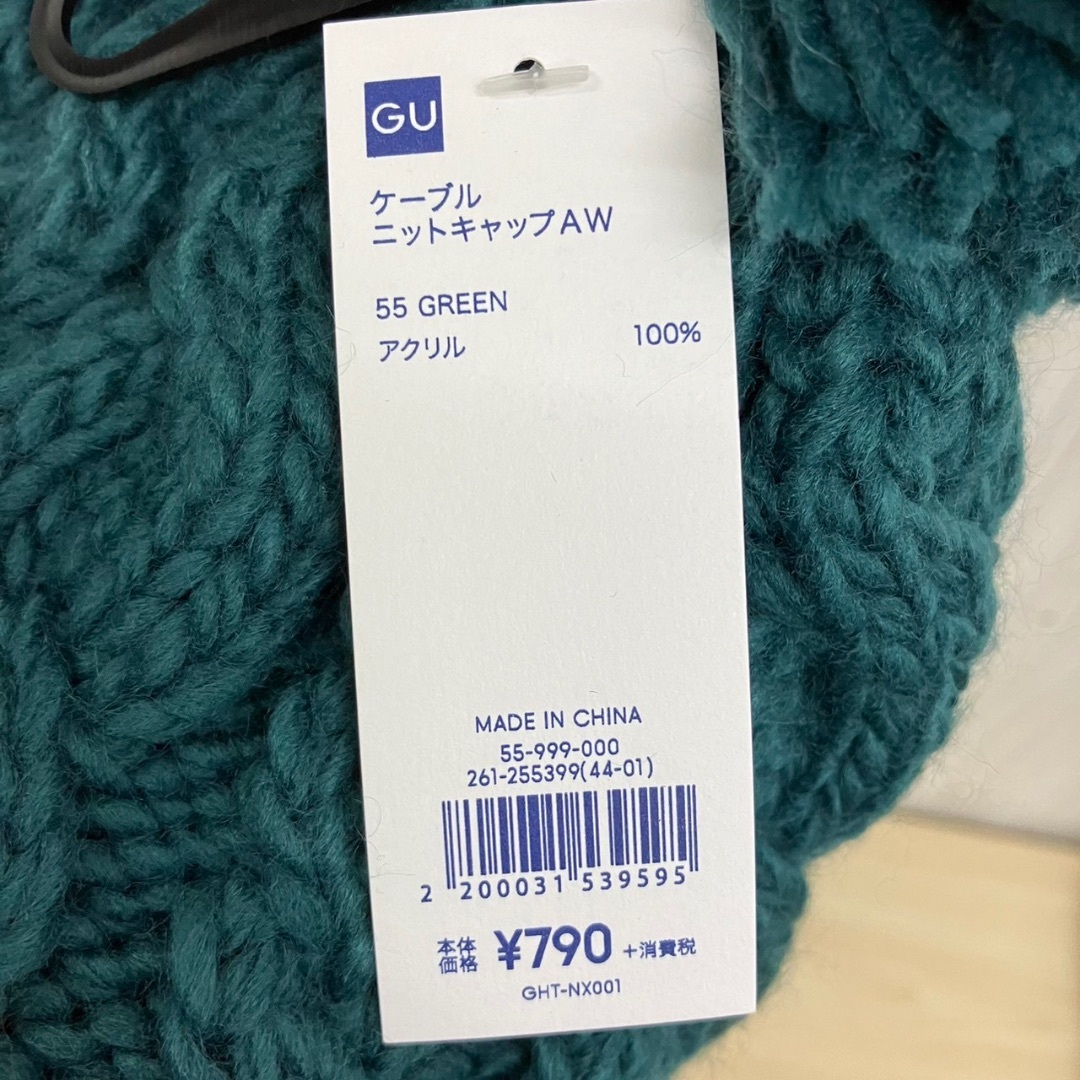 GU
ケーブル
ニットキャップAW
55 GREEN
アクリル 100%
MADE IN CHINA
55-999-000
261-255399(44-01)
2 200031 539595
本体価格 ¥790 +消費税
GHT-NX001